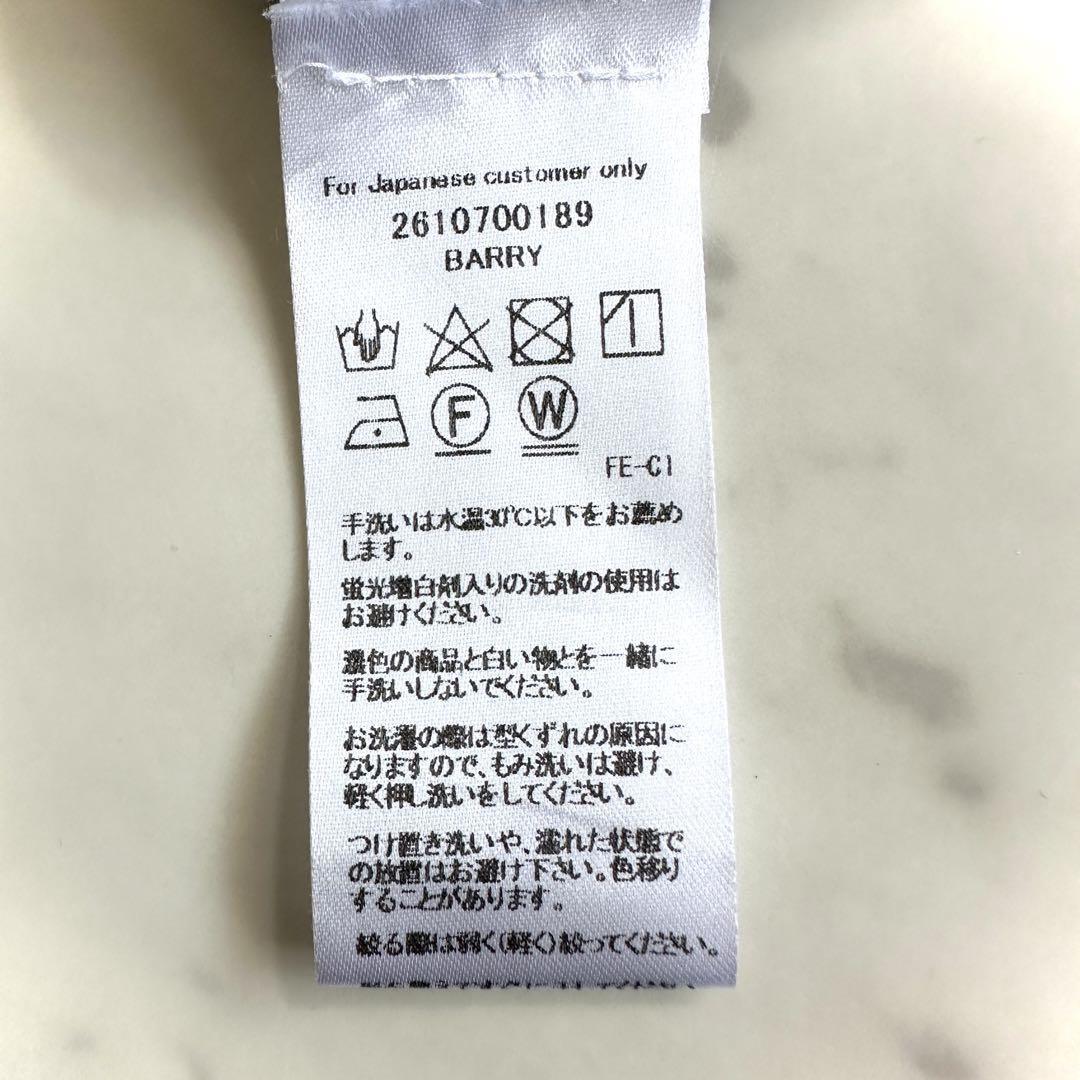 For Japanese customer only
2610700189
BARRY
F W
FE-CI
手洗いは水温30℃以下をお薦め
します。
蛍光増白剤入りの洗剤の使用は
お避けください。
濃色の商品と白い物とを一緒に
手洗いしないでください。
お洗濯の際は型くずれの原因に
なりますので、もみ洗いは避け、
軽く押し洗いをしてください。
つけ置き洗いや、濡れた状態で
の放置はお避け下さい。色移り
することがあります。
絞る際は弱く(軽く)絞ってください。